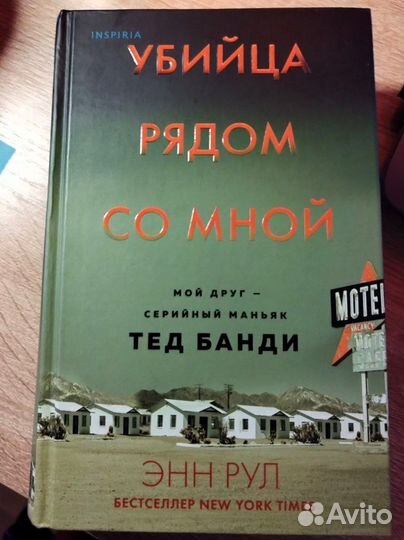 INSPIRIA
УБИЙЦА
РЯДОМ
СО МНОЙ
МОЙ ДРУГ –
СЕРИЙНЫЙ МАНЬЯК
ТЕД БАНДИ
MOTEL
VACANCY
MOTE
ЭНН РУЛ
БЕСТСЕЛЛЕР NEW YORK TIMES
Avito